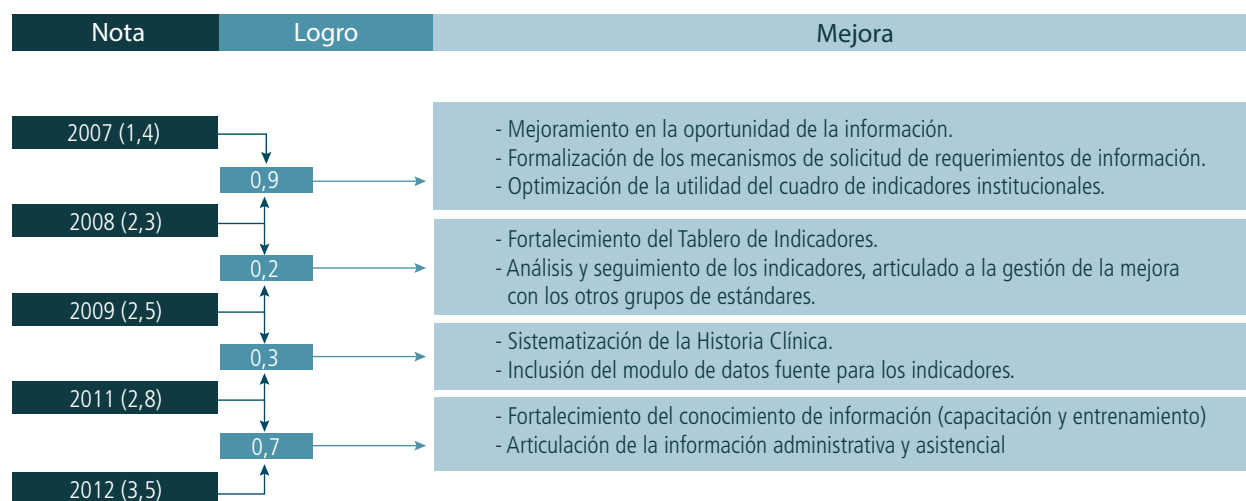 Nota Logro Mejora
2007 (1,4)
- Mejoramiento en la oportunidad de la información.
- Formalización de los mecanismos de solicitud de requerimientos de información.
0,9
- Optimización de la utilidad del cuadro de indicadores institucionales.
2008 (2,3)
- Fortalecimiento del Tablero de Indicadores.
0,2
- Análisis y seguimiento de los indicadores, articulado a la gestión de la mejora
con los otros grupos de estándares.
2009 (2,5)
- Sistematización de la Historia Clínica.
0,3
- Inclusión del modulo de datos fuente para los indicadores.
2011 (2,8)
- Fortalecimiento del conocimiento de información (capacitación y entrenamiento)
0,7
- Articulación de la información administrativa y asistencial
2012 (3,5)